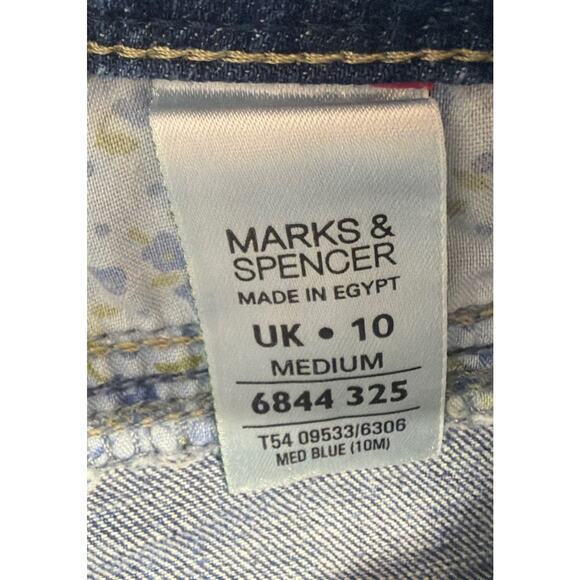 MARKS &
SPENCER
MADE IN EGYPT
UK • 10
MEDIUM
6844 325
T54 09533/6306
MED BLUE (10M)